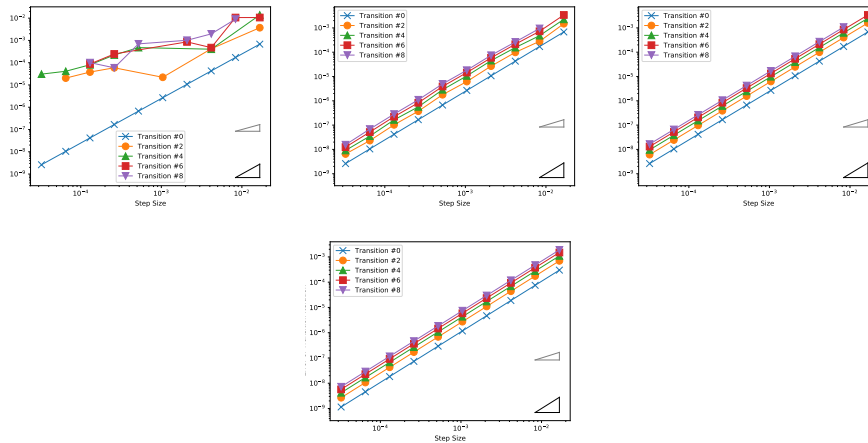 10⁻²
10⁻³
10⁻⁴
10⁻⁵
10⁻⁶
10⁻⁷
10⁻⁸
10⁻⁹
Transition #0
Transition #2
Transition #4
Transition #6
Transition #8
10⁻⁴ 10⁻³ 10⁻²
Step Size
10⁻²
10⁻³
10⁻⁴
10⁻⁵
10⁻⁶
10⁻⁷
10⁻⁸
10⁻⁹
Transition #0
Transition #2
Transition #4
Transition #6
Transition #8
10⁻⁴ 10⁻³ 10⁻²
Step Size
10⁻²
10⁻³
10⁻⁴
10⁻⁵
10⁻⁶
10⁻⁷
10⁻⁸
10⁻⁹
Transition #0
Transition #2
Transition #4
Transition #6
Transition #8
10⁻⁴ 10⁻³ 10⁻²
Step Size
10⁻³
10⁻⁴
10⁻⁵
10⁻⁶
10⁻⁷
10⁻⁸
10⁻⁹
Transition #0
Transition #2
Transition #4
Transition #6
Transition #8
10⁻⁴ 10⁻³ 10⁻²
Step Size